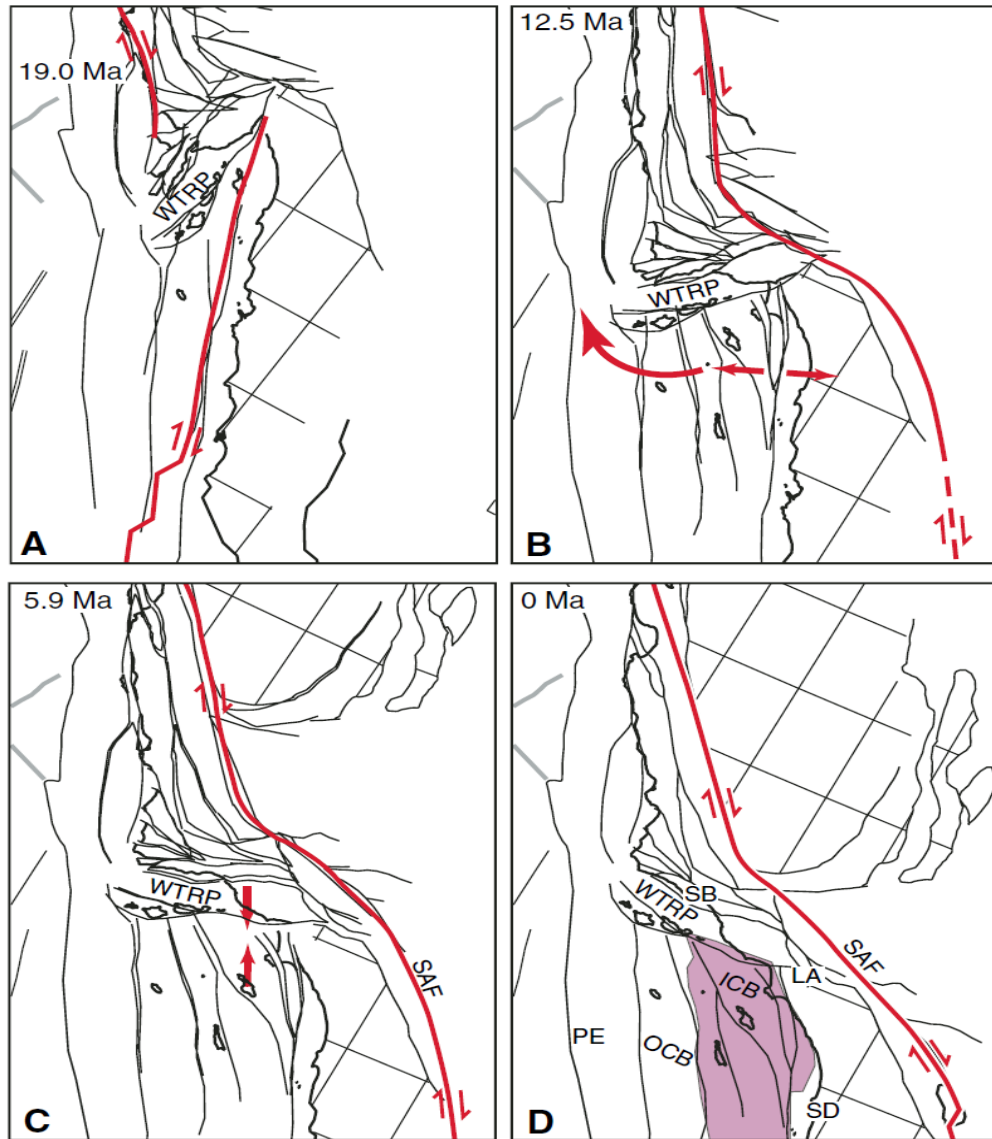 19.0 Ma
WTRP
A
12.5 Ma
WTRP
B
5.9 Ma
WTRP
SAF
C
0 Ma
SB
WTRP
SAF
LA
ICB
PE
OCB
SD
D